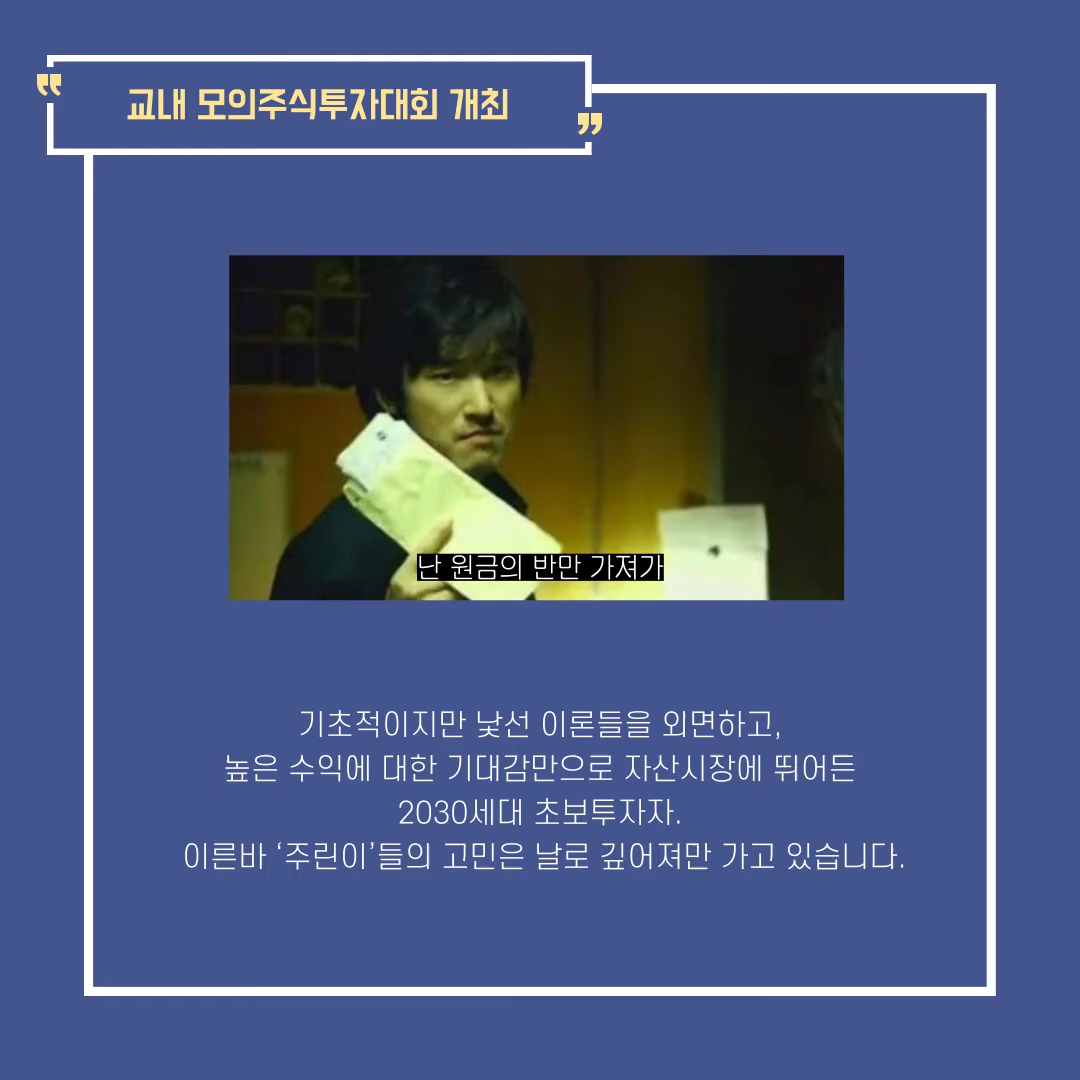 ❞ 교내 모의주식투자대회 개최 ❞
난 원금의 반만 가져가
기초적이지만 낯선 이론들을 외면하고,
높은 수익에 대한 기대감만으로 자산시장에 뛰어든
2030세대 초보투자자.
이른바 ‘주린이’들의 고민은 날로 깊어져만 가고 있습니다.